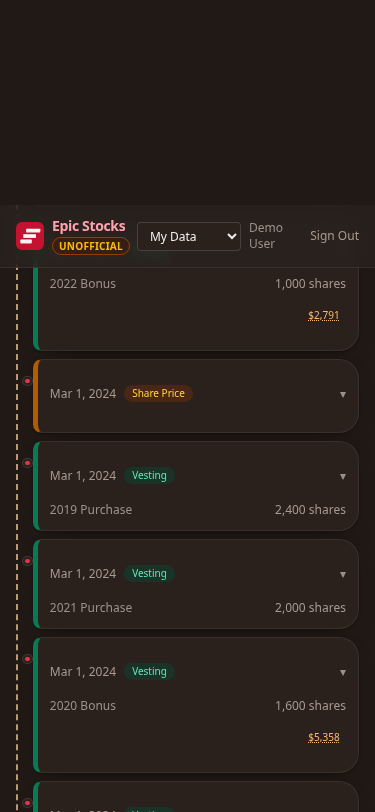 Epic Stocks
UNOFFICIAL
My Data
Demo User
Sign Out
2022 Bonus 1,000 shares
$2,791
Mar 1, 2024 Share Price ▾
Mar 1, 2024 Vesting ▾
2019 Purchase 2,400 shares
Mar 1, 2024 Vesting ▾
2021 Purchase 2,000 shares
Mar 1, 2024 Vesting ▾
2020 Bonus 1,600 shares
$5,358